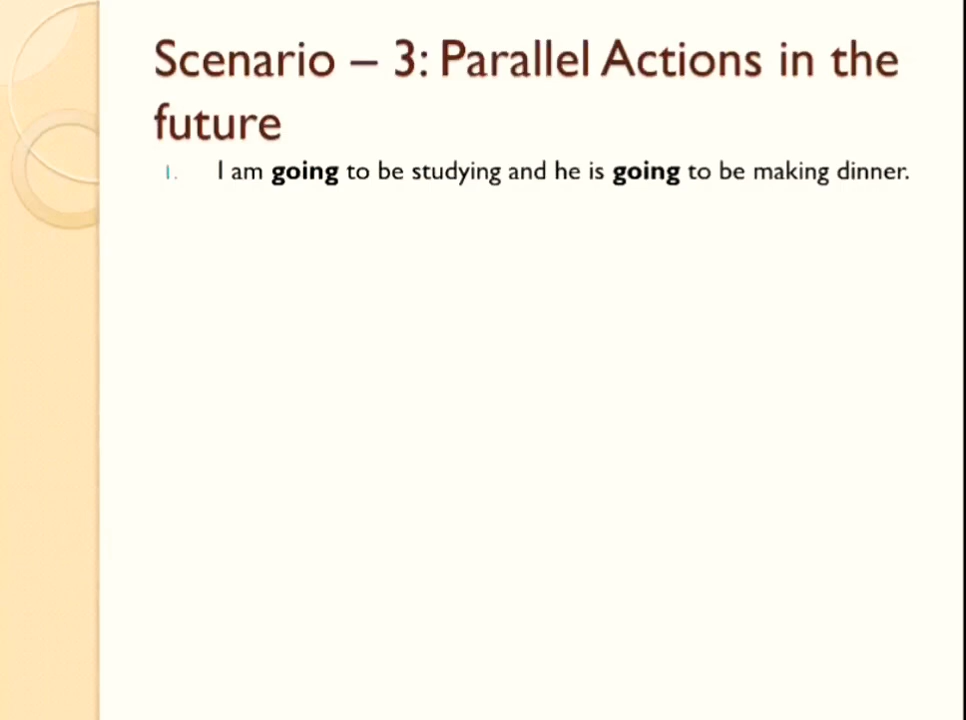 Scenario – 3: Parallel Actions in the
future
1. I am going to be studying and he is going to be making dinner.